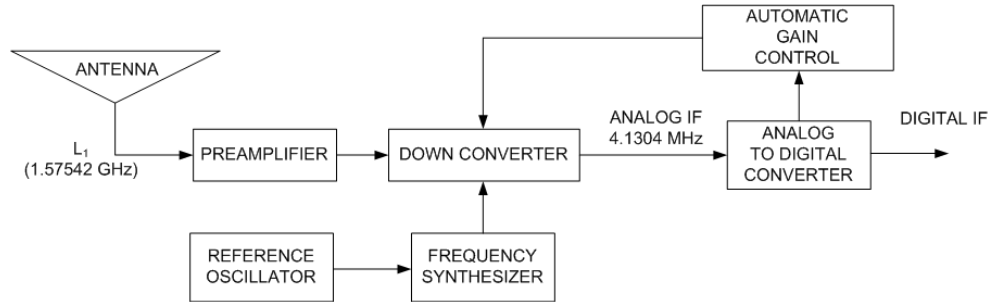 AUTOMATIC
GAIN
CONTROL
ANTENNA
L₁
(1.57542 GHz)
PREAMPLIFIER
DOWN CONVERTER
ANALOG IF
4.1304 MHz
ANALOG
TO DIGITAL
CONVERTER
DIGITAL IF
REFERENCE
OSCILLATOR
FREQUENCY
SYNTHESIZER